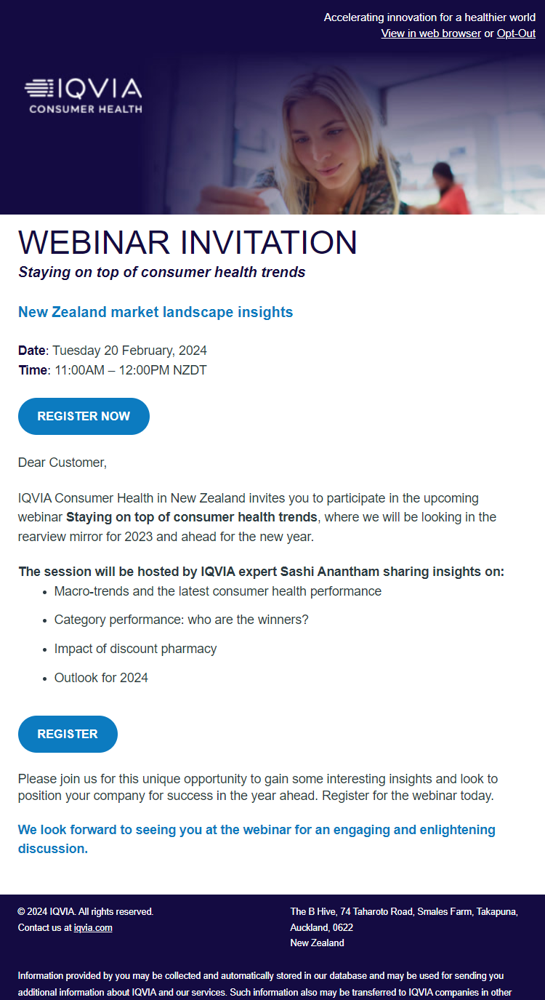 Accelerating innovation for a healthier world
View in web browser or Opt-Out
IQVIA
CONSUMER HEALTH
WEBINAR INVITATION
Staying on top of consumer health trends
New Zealand market landscape insights
Date: Tuesday 20 February, 2024
Time: 11:00AM – 12:00PM NZDT
REGISTER NOW
Dear Customer,
IQVIA Consumer Health in New Zealand invites you to participate in the upcoming
webinar Staying on top of consumer health trends, where we will be looking in the
rearview mirror for 2023 and ahead for the new year.
The session will be hosted by IQVIA expert Sashi Anantham sharing insights on:
• Macro-trends and the latest consumer health performance
• Category performance: who are the winners?
• Impact of discount pharmacy
• Outlook for 2024
REGISTER
Please join us for this unique opportunity to gain some interesting insights and look to
position your company for success in the year ahead. Register for the webinar today.
We look forward to seeing you at the webinar for an engaging and enlightening
discussion.
© 2024 IQVIA. All rights reserved.
Contact us at iqvia.com
The B Hive, 74 Taharoto Road, Smales Farm, Takapuna,
Auckland, 0622
New Zealand
Information provided by you may be collected and automatically stored in our database and may be used for sending you
additional information about IQVIA and our services. Such information also may be transferred to IQVIA companies in other